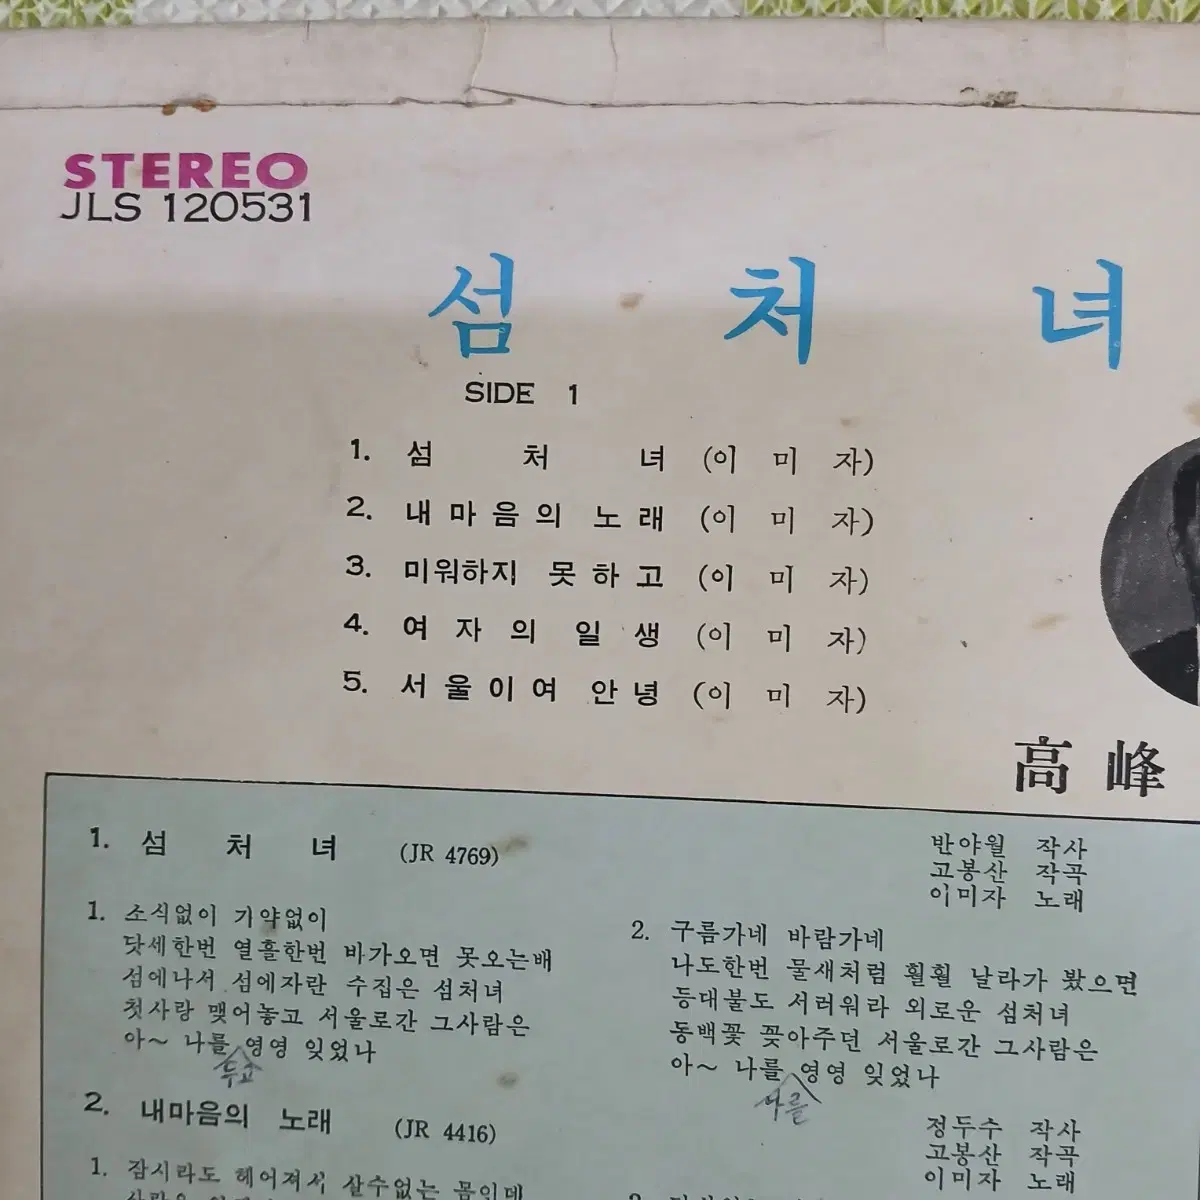 STEREO
JLS 120531
섬 처 녀
SIDE 1
1. 섬 처 녀 (이 미 자)
2. 내 마 음 의 노 래 (이 미 자)
3. 미워하지 못 하 고 (이 미 자)
4. 여 자 의 일 생 (이 미 자)
5. 서 울 이 여 안 녕 (이 미 자)
高 峰
1. 섬 처 녀 (JR 4769)
반야월 작사
고봉산 작곡
이미자 노래
1. 소식없이 기약없이
닷세한번 열흘한번 바가오면 못오는배
섬에나서 섬에자란 수집은 섬처녀
첫사랑 맺어놓고 서울로간 그사람은
아~ 나를 영영 잊었나
두고
2. 구름가네 바람가네
나도한번 물새처럼 훨훨 날라가 봤으면
등대불도 서러워라 외로운 섬처녀
동백꽃 꽂아주던 서울로간 그사람은
아~ 나를 영영 잊었나
2. 내마음의 노래 (JR 4416)
정두수 작사
고봉산 작곡
이미자 노래
1. 잠시라도 헤어져서 살수없는 몸인데